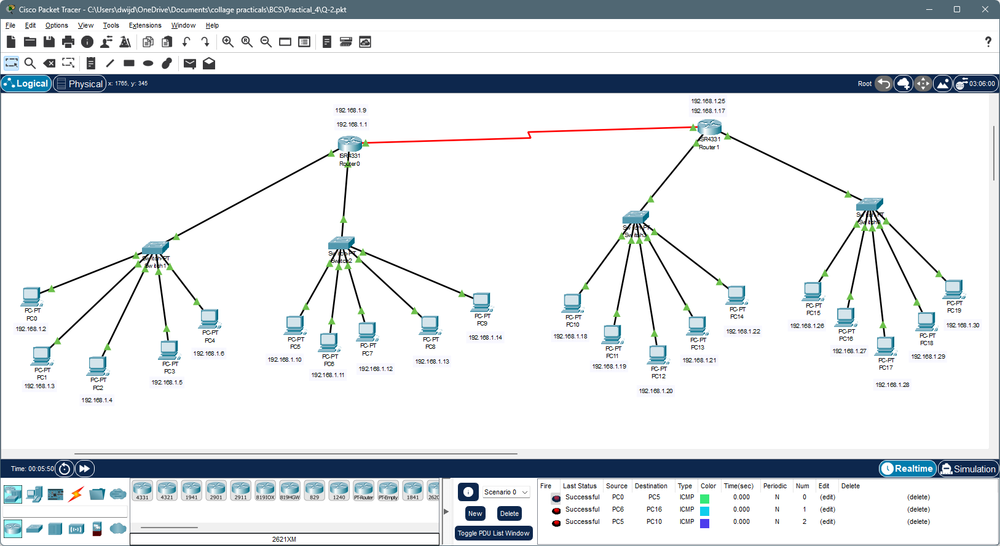 Cisco Packet Tracer - C:\Users\dwijd\OneDrive\Documents\collage practicals\BCS\Practical_4\Q-2.pkt
File Edit Options View Tools Extensions Window Help
?
Logical Physical x: 1765, y: 345 Root 03:06:00
192.168.1.25
192.168.1.17
192.168.1.9
192.168.1.1
ISR4331
Router0
ISR4331
Router1
Switch-PT
Switch1
Switch-PT
Switch2
Switch-PT
Switch3
Switch-PT
Switch0
PC-PT
PC0
192.168.1.2
PC-PT
PC1
192.168.1.3
PC-PT
PC2
192.168.1.4
PC-PT
PC3
192.168.1.5
PC-PT
PC4
192.168.1.6
PC-PT
PC5
192.168.1.10
PC-PT
PC6
192.168.1.11
PC-PT
PC7
192.168.1.12
PC-PT
PC8
192.168.1.13
PC-PT
PC9
192.168.1.14
PC-PT
PC10
192.168.1.18
PC-PT
PC11
192.168.1.19
PC-PT
PC12
192.168.1.20
PC-PT
PC13
192.168.1.21
PC-PT
PC14
192.168.1.22
PC-PT
PC15
192.168.1.26
PC-PT
PC16
192.168.1.27
PC-PT
PC17
192.168.1.28
PC-PT
PC18
192.168.1.29
PC-PT
PC19
192.168.1.30
Time: 00:05:50 Realtime Simulation
4331 4321 1941 2901 2911 819IOX 819HGW 829 1240 PT-Router PT-Empty 1841 2620
2621XM
Scenario 0
New Delete
Toggle PDU List Window
Fire Last Status Source Destination Type Color Time(sec) Periodic Num Edit Delete
Successful PC0 PC5 ICMP 0.000 N 0 (edit) (delete)
Successful PC6 PC16 ICMP 0.000 N 1 (edit) (delete)
Successful PC5 PC10 ICMP 0.000 N 2 (edit) (delete)